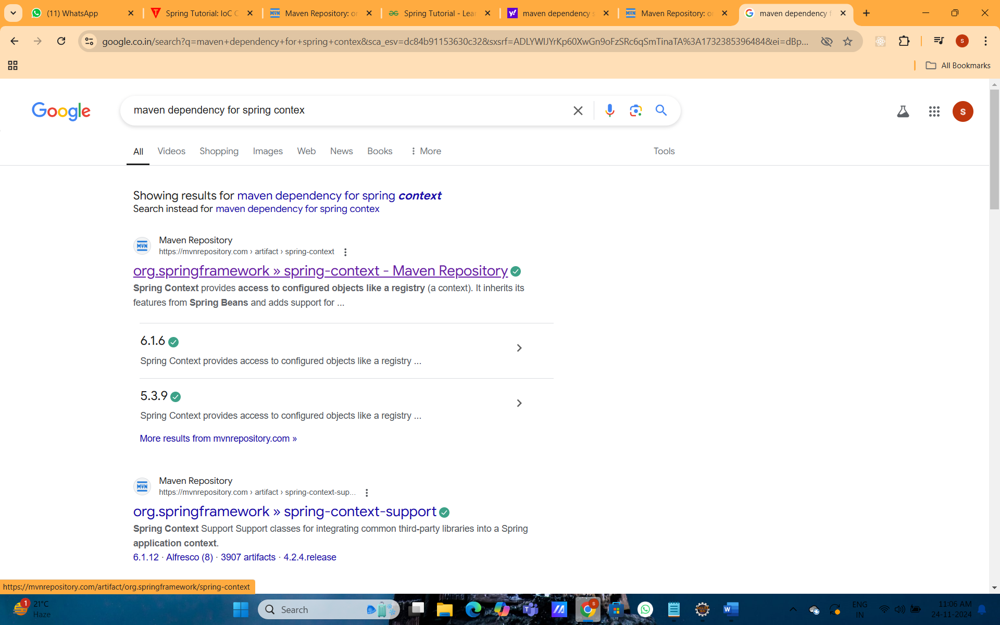 (11) WhatsApp
Spring Tutorial: IoC C
Maven Repository: or
Spring Tutorial - Lear
maven dependency s
Maven Repository: or
maven dependency f
google.co.in/search?q=maven+dependency+for+spring+contex&sca_esv=dc84b91153630c32&sxsrf=ADLYWIJYrKp60XwGn9oFzSRc6qSmTinaTA%3A1732385396484&ei=dBp...
S
All Bookmarks
Google
maven dependency for spring contex
S
All
Videos
Shopping
Images
Web
News
Books
More
Tools
Showing results for maven dependency for spring context
Search instead for maven dependency for spring contex
MVN
Maven Repository
https://mvnrepository.com › artifact › spring-context
org.springframework » spring-context - Maven Repository
Spring Context provides access to configured objects like a registry (a context). It inherits its
features from Spring Beans and adds support for ...
6.1.6
Spring Context provides access to configured objects like a registry ...
5.3.9
Spring Context provides access to configured objects like a registry ...
More results from mvnrepository.com »
MVN
Maven Repository
https://mvnrepository.com › artifact › spring-context-sup...
org.springframework » spring-context-support
Spring Context Support Support classes for integrating common third-party libraries into a Spring
application context.
6.1.12 · Alfresco (8) · 3907 artifacts · 4.2.4.release
https://mvnrepository.com/artifact/org.springframework/spring-context
1
21°C
Haze
Search
ENG
IN
11:06 AM
24-11-2024